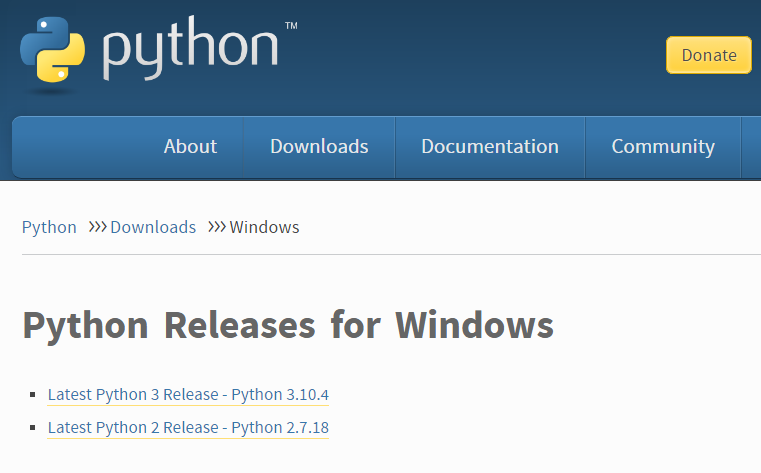 python™
Donate
About Downloads Documentation Community
Python >>> Downloads >>> Windows
Python Releases for Windows
Latest Python 3 Release - Python 3.10.4
Latest Python 2 Release - Python 2.7.18